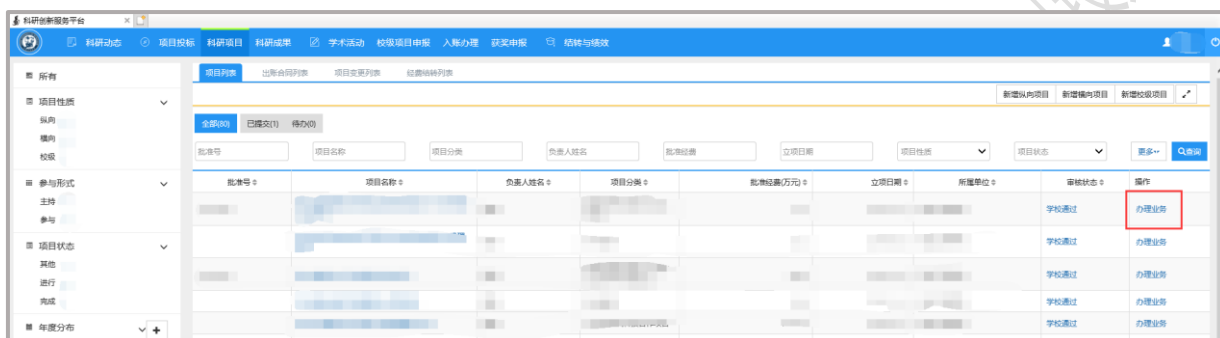 科研创新服务平台
科研动态 项目投标 科研项目 科研成果 学术活动 校级项目申报 入账办理 获奖申报 结转与绩效
所有
项目性质
纵向
横向
校级
参与形式
主持
参与
项目状态
其他
进行
完成
年度分布
项目列表 出账合同列表 项目变更列表 经费结转列表
新增纵向项目 新增横向项目 新增校级项目
全部(80) 已提交(1) 待办(0)
批准号 项目名称 项目分类 负责人姓名 批准经费 立项日期 项目性质 项目状态 更多 查询
批准号 项目名称 负责人姓名 项目分类 批准经费(万元) 立项日期 所属单位 审核状态 操作
学校通过 办理业务
学校通过 办理业务
学校通过 办理业务
学校通过 办理业务
学校通过 办理业务